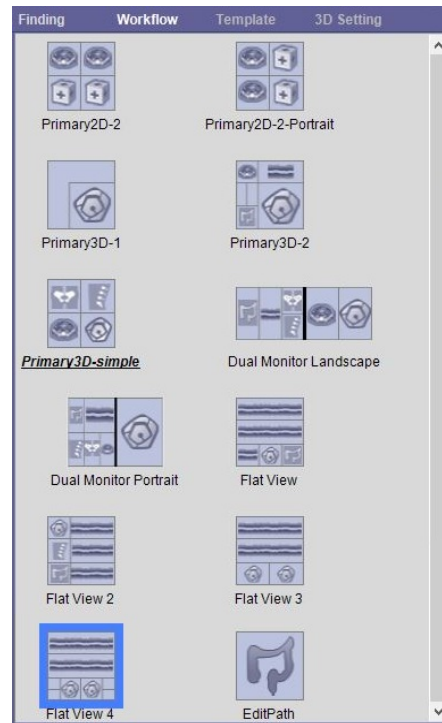 Finding Workflow Template 3D Setting
Primary2D-2 Primary2D-2-Portrait
Primary3D-1 Primary3D-2
Primary3D-simple Dual Monitor Landscape
Dual Monitor Portrait Flat View
Flat View 2 Flat View 3
Flat View 4 EditPath